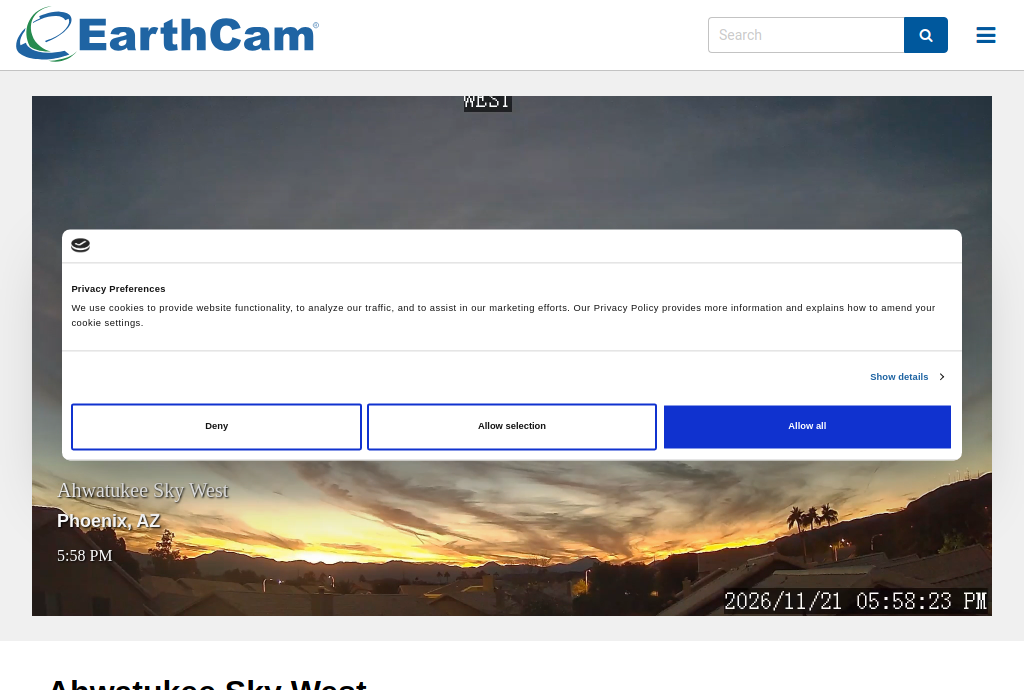 EarthCam®
Search
WEST
Privacy Preferences
We use cookies to provide website functionality, to analyze our traffic, and to assist in our marketing efforts. Our Privacy Policy provides more information and explains how to amend your
cookie settings.
Show details
Deny
Allow selection
Allow all
Ahwatukee Sky West
Phoenix, AZ
5:58 PM
2026/11/21 05:58:23 PM
Ahwatukee Sky West